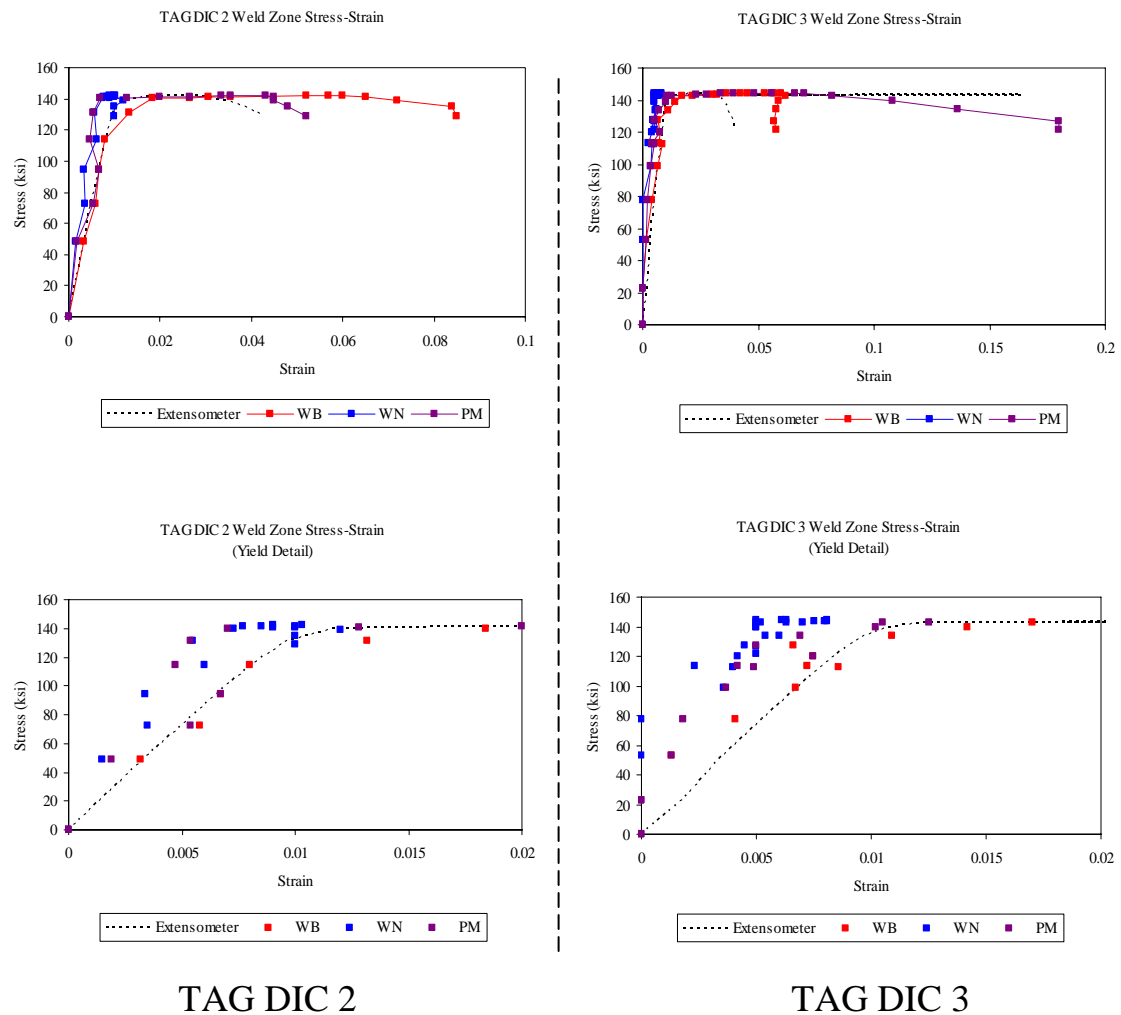 TAG DIC 2 Weld Zone Stress-Strain
160
140
120
100
80
60
40
20
0
Stress (ksi)
0 0.02 0.04 0.06 0.08 0.1
Strain
Extensometer WB WN PM
TAG DIC 3 Weld Zone Stress-Strain
160
140
120
100
80
60
40
20
0
Stress (ksi)
0 0.05 0.1 0.15 0.2
Strain
Extensometer WB WN PM
TAG DIC 2 Weld Zone Stress-Strain
(Yield Detail)
160
140
120
100
80
60
40
20
0
Stress (ksi)
0 0.005 0.01 0.015 0.02
Strain
Extensometer WB WN PM
TAG DIC 3 Weld Zone Stress-Strain
(Yield Detail)
160
140
120
100
80
60
40
20
0
Stress (ksi)
0 0.005 0.01 0.015 0.02
Strain
Extensometer WB WN PM
TAG DIC 2
TAG DIC 3